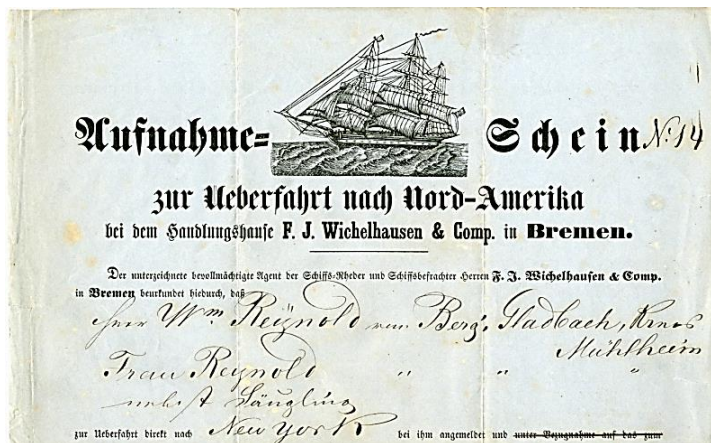 Aufnahme=Schein No: 14
zur Ueberfahrt nach Nord-Amerika
bei dem Handlungshause F. J. Wichelhausen & Comp. in Bremen.
Der unterzeichnete bevollmächtigte Agent der Schiffs-Rheder und Schiffsbefrachter Herren F. J. Wichelhausen & Comp.
in Bremen beurkundet hiedurch, daß
Herr Wm Reÿnold von Berg. Gladbach, Kreis
Mühlheim
Frau Reynold " " "
nebst Säugling
zur Ueberfahrt direkt nach New York bei ihm angemeldet und unter Bezugnahme auf das zum